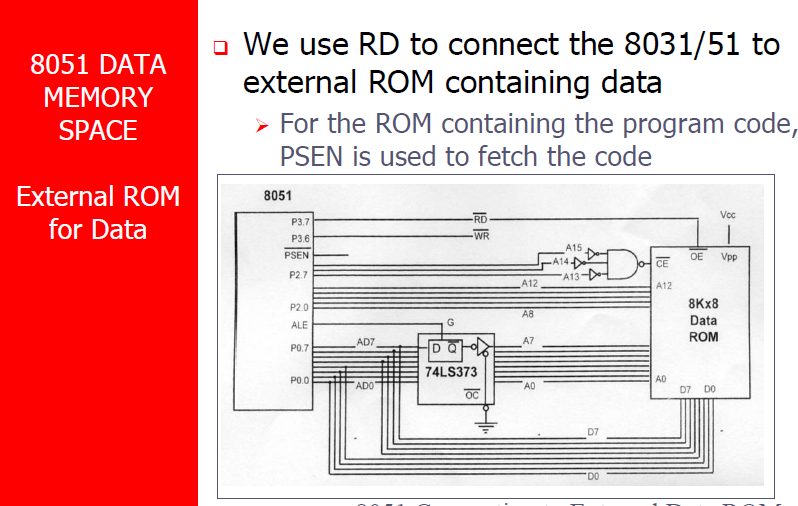 8051 DATA
MEMORY
SPACE
External ROM
for Data
We use RD to connect the 8031/51 to
external ROM containing data
For the ROM containing the program code,
PSEN is used to fetch the code
8051
P3.7
RD
Vcc
P3.6
WR
PSEN
A15
OE
Vpp
A14
CE
P2.7
A13
A12
A12
8Kx8
Data
ROM
P2.0
A8
ALE
G
P0.7
AD7
D Q
A7
74LS373
P0.0
AD0
OC
A0
A0
D7 D0
D7
D0